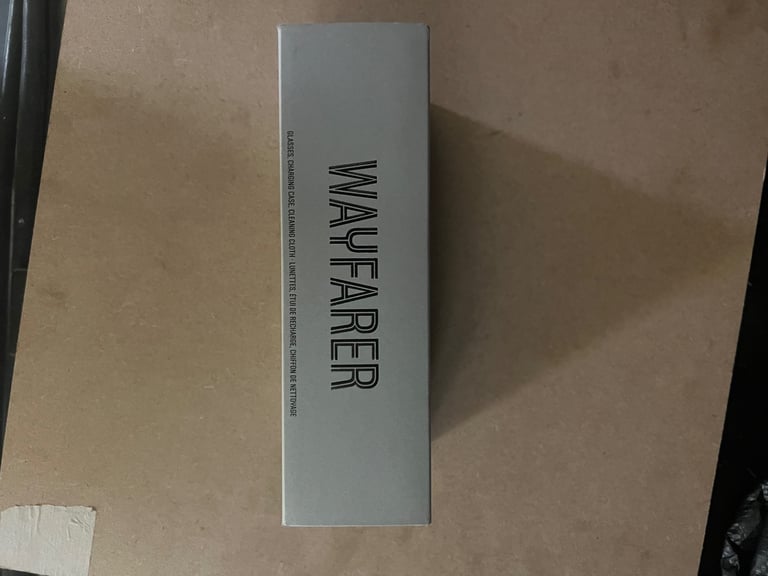 WAYFARER
GLASSES, CHARGING CASE, CLEANING CLOTH · LUNETTES, ÉTUI DE RECHARGE, CHIFFON DE NETTOYAGE